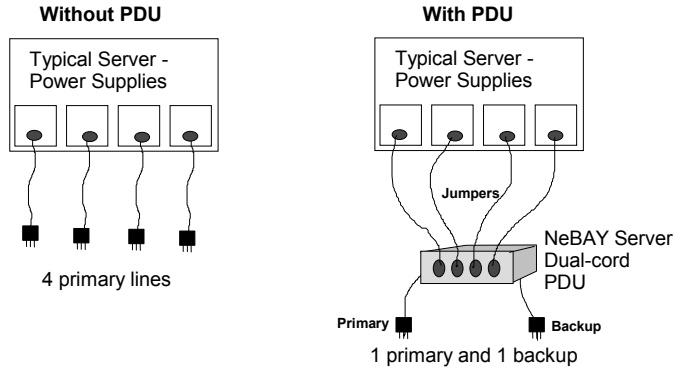 Without PDU
Typical Server -
Power Supplies
4 primary lines
With PDU
Typical Server -
Power Supplies
Jumpers
NeBAY Server
Dual-cord
PDU
Primary
Backup
1 primary and 1 backup